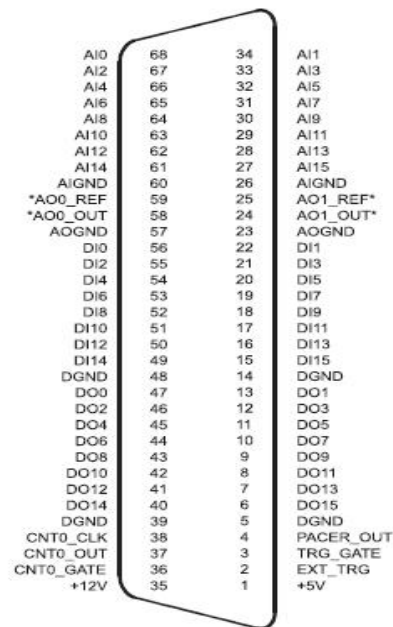 AI0 68 34 AI1
AI2 67 33 AI3
AI4 66 32 AI5
AI6 65 31 AI7
AI8 64 30 AI9
AI10 63 29 AI11
AI12 62 28 AI13
AI14 61 27 AI15
AIGND 60 26 AIGND
*AO0_REF 59 25 AO1_REF*
*AO0_OUT 58 24 AO1_OUT*
AOGND 57 23 AOGND
DI0 56 22 DI1
DI2 55 21 DI3
DI4 54 20 DI5
DI6 53 19 DI7
DI8 52 18 DI9
DI10 51 17 DI11
DI12 50 16 DI13
DI14 49 15 DI15
DGND 48 14 DGND
DO0 47 13 DO1
DO2 46 12 DO3
DO4 45 11 DO5
DO6 44 10 DO7
DO8 43 9 DO9
DO10 42 8 DO11
DO12 41 7 DO13
DO14 40 6 DO15
DGND 39 5 DGND
CNT0_CLK 38 4 PACER_OUT
CNT0_OUT 37 3 TRG_GATE
CNT0_GATE 36 2 EXT_TRG
+12V 35 1 +5V